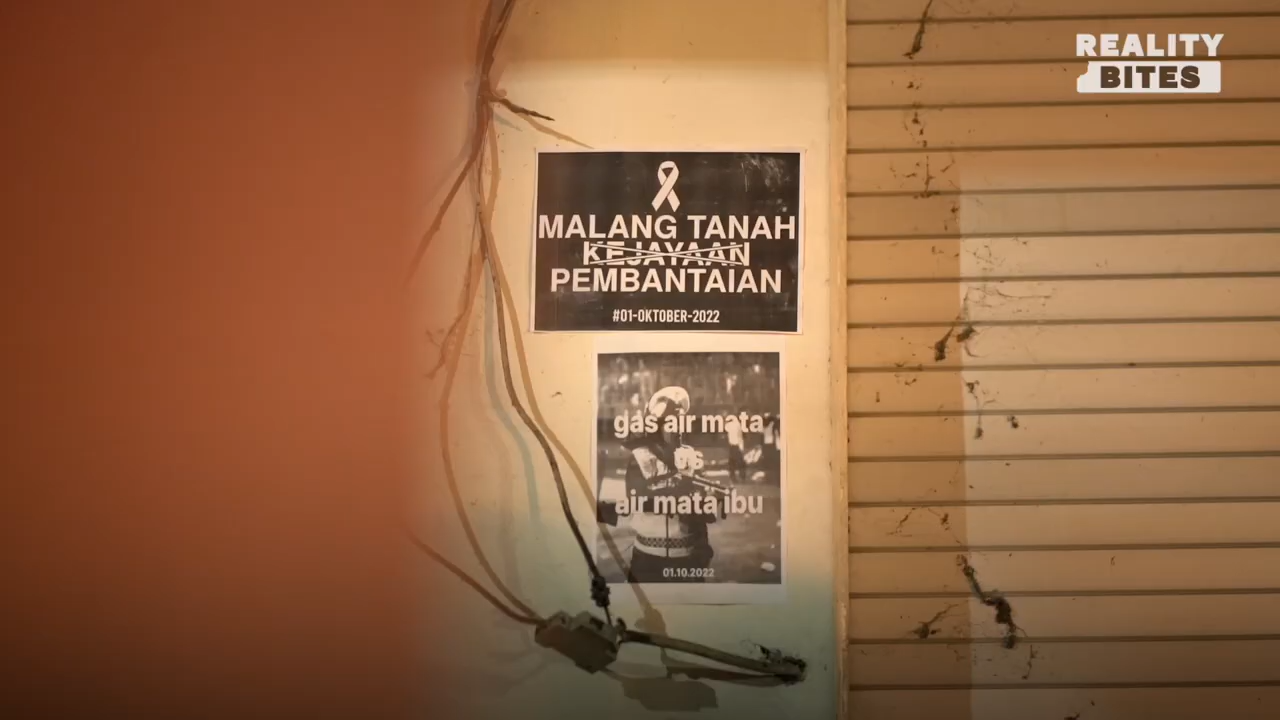 REALITY
BITES
MALANG TANAH
KEJAYAAN
PEMBANTAIAN
#01-OKTOBER-2022
gas air mata
vs
air mata ibu
01.10.2022